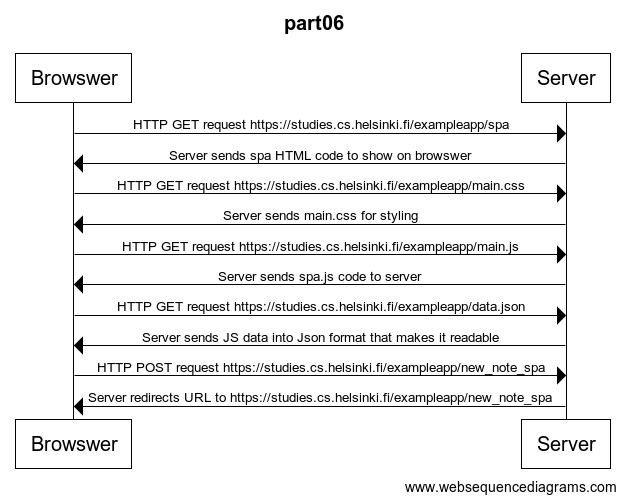 part06
Browswer
Server
HTTP GET request https://studies.cs.helsinki.fi/exampleapp/spa
Server sends spa HTML code to show on browswer
HTTP GET request https://studies.cs.helsinki.fi/exampleapp/main.css
Server sends main.css for styling
HTTP GET request https://studies.cs.helsinki.fi/exampleapp/main.js
Server sends spa.js code to server
HTTP GET request https://studies.cs.helsinki.fi/exampleapp/data.json
Server sends JS data into Json format that makes it readable
HTTP POST request https://studies.cs.helsinki.fi/exampleapp/new_note_spa
Server redirects URL to https://studies.cs.helsinki.fi/exampleapp/new_note_spa
Browswer
Server
www.websequencediagrams.com